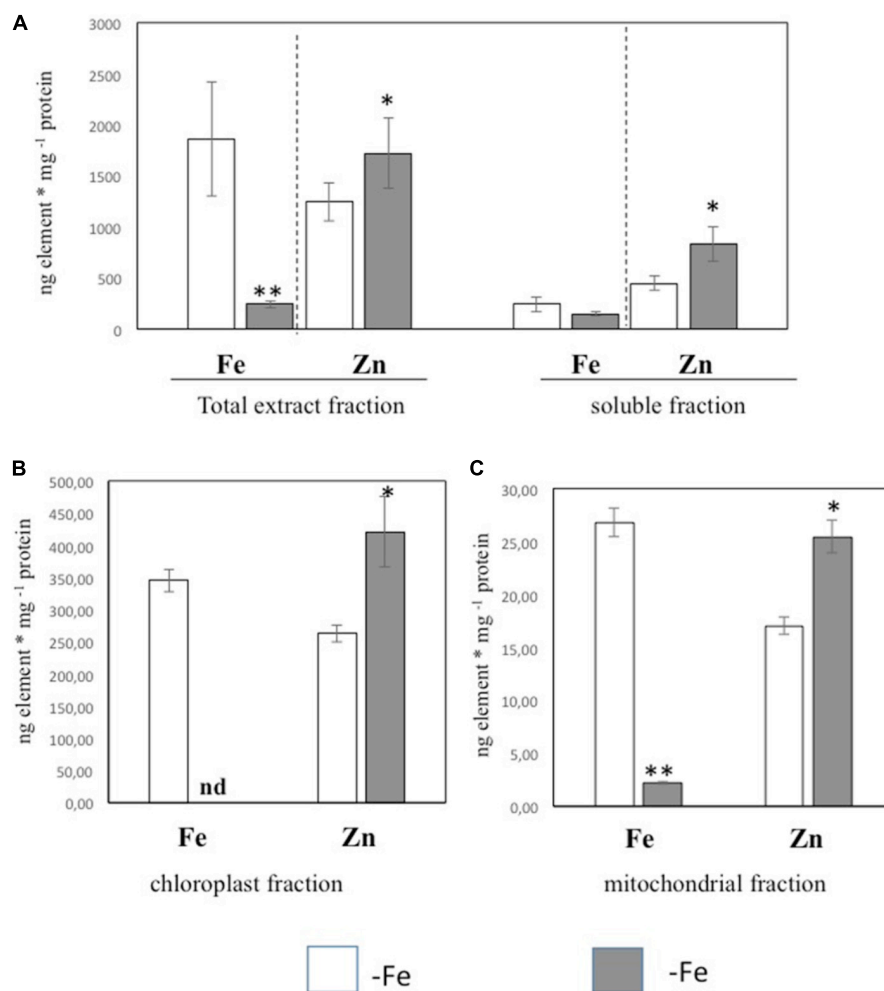 A
3000
2500
2000
1500
1000
500
0
ng element * mg -1 protein
*
**
*
Fe Zn Fe Zn
Total extract fraction soluble fraction
B
500,00
450,00
400,00
350,00
300,00
250,00
200,00
150,00
100,00
50,00
0,00
ng element * mg -1 protein
*
nd
Fe Zn
chloroplast fraction
C
30,00
25,00
20,00
15,00
10,00
5,00
0,00
ng element * mg -1 protein
*
**
Fe Zn
mitochondrial fraction
-Fe -Fe